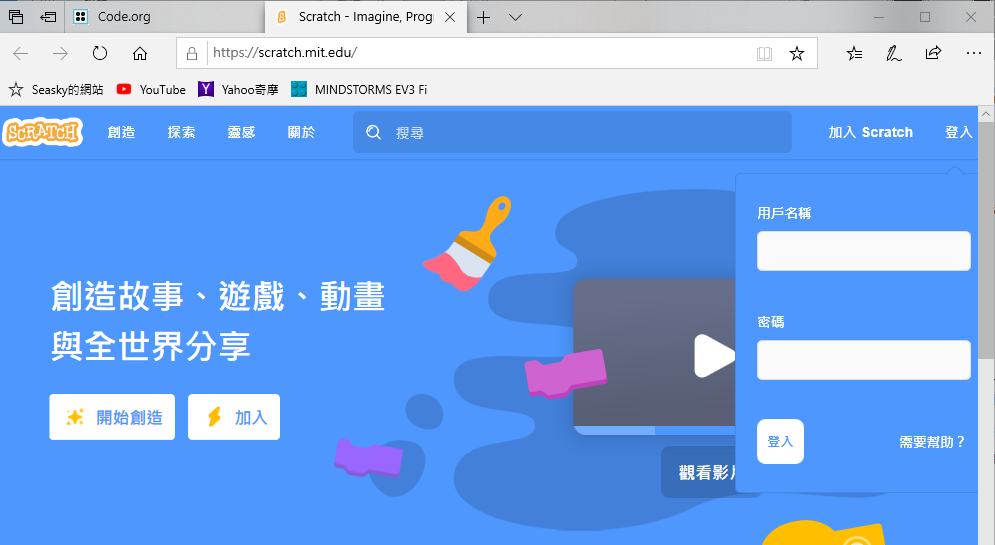 Code.org
Scratch - Imagine, Prog
https://scratch.mit.edu/
Seasky的網站
YouTube
Yahoo奇摩
MINDSTORMS EV3 Fi
SCRATCH
創造
探索
靈感
關於
搜尋
加入 Scratch
登入
用戶名稱
密碼
登入
需要幫助？
創造故事、遊戲、動畫
與全世界分享
開始創造
加入
觀看影